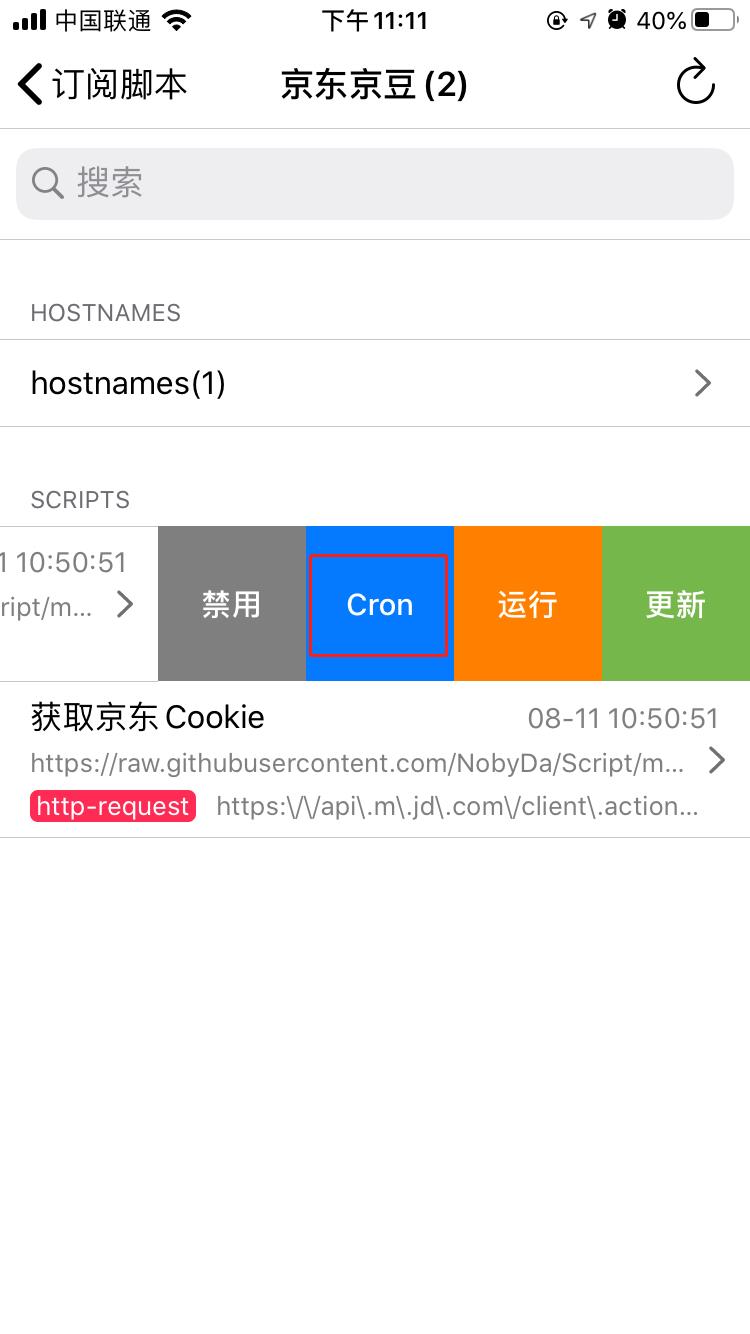 中国联通 下午11:11 40%
订阅脚本 京东京豆 (2)
搜索
HOSTNAMES
hostnames(1)
SCRIPTS
1 10:50:51
ript/m... 禁用 Cron 运行 更新
获取京东 Cookie 08-11 10:50:51
https://raw.githubusercontent.com/NobyDa/Script/m...
http-request https:\/\/api\.m\.jd\.com\/client\.action...